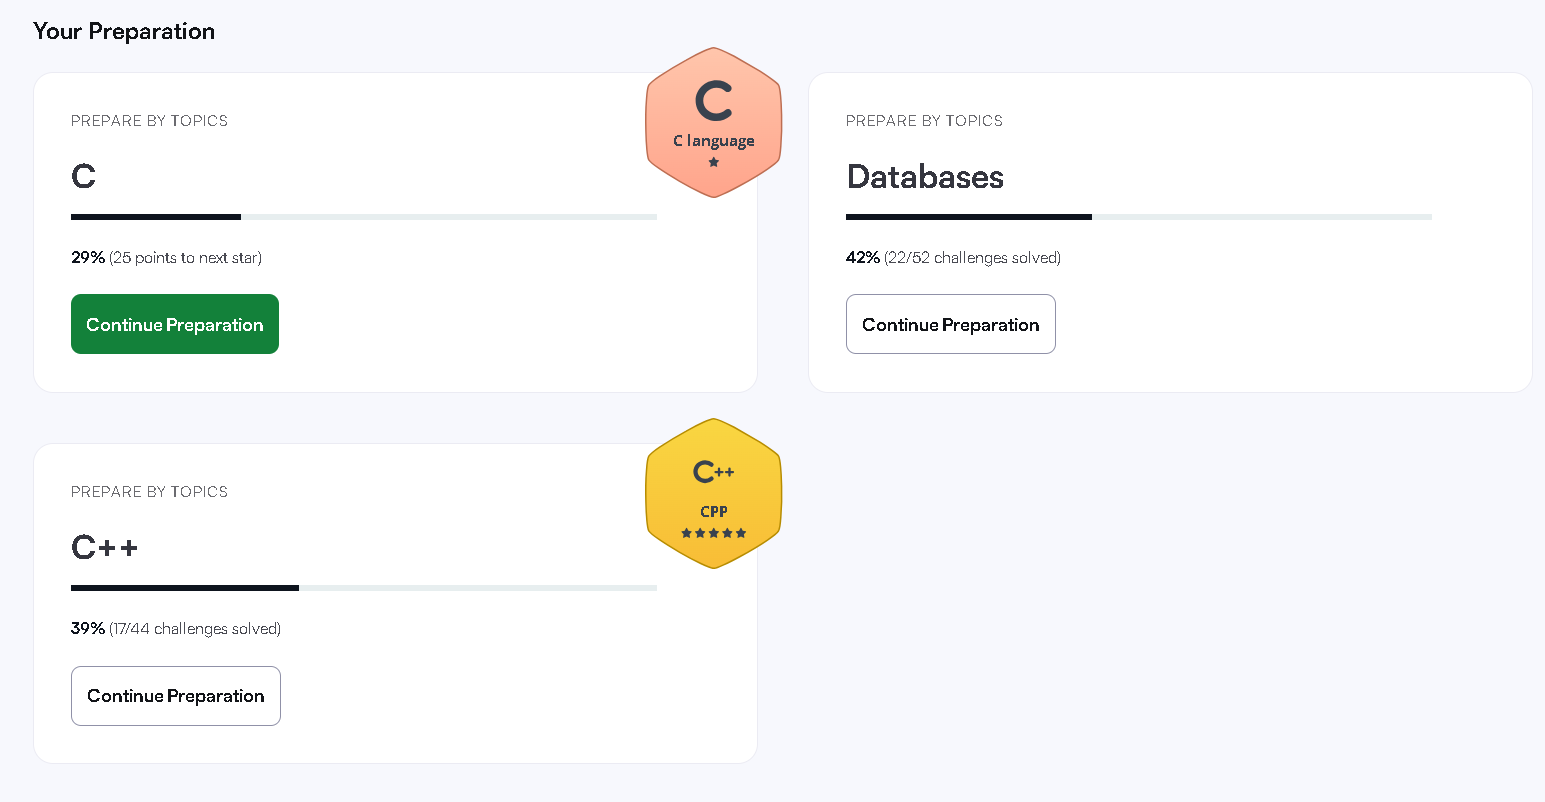 Your Preparation
PREPARE BY TOPICS
C
29% (25 points to next star)
Continue Preparation
C
C language
PREPARE BY TOPICS
Databases
42% (22/52 challenges solved)
Continue Preparation
PREPARE BY TOPICS
C++
39% (17/44 challenges solved)
Continue Preparation
C++
CPP